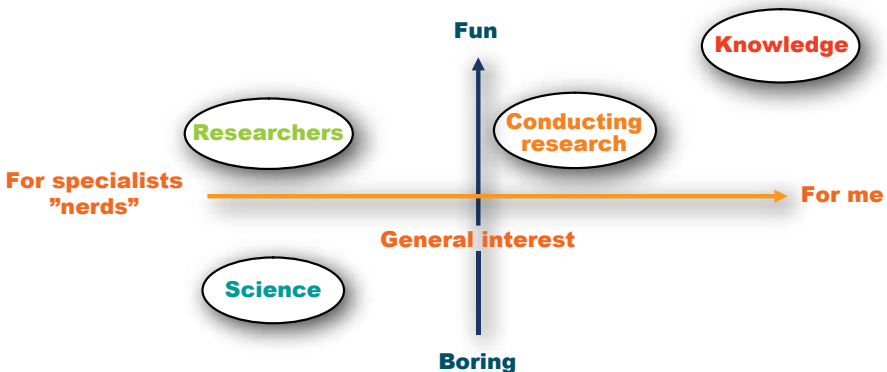 Fun
Knowledge
Researchers
Conducting
research
For specialists
”nerds”
For me
General interest
Science
Boring